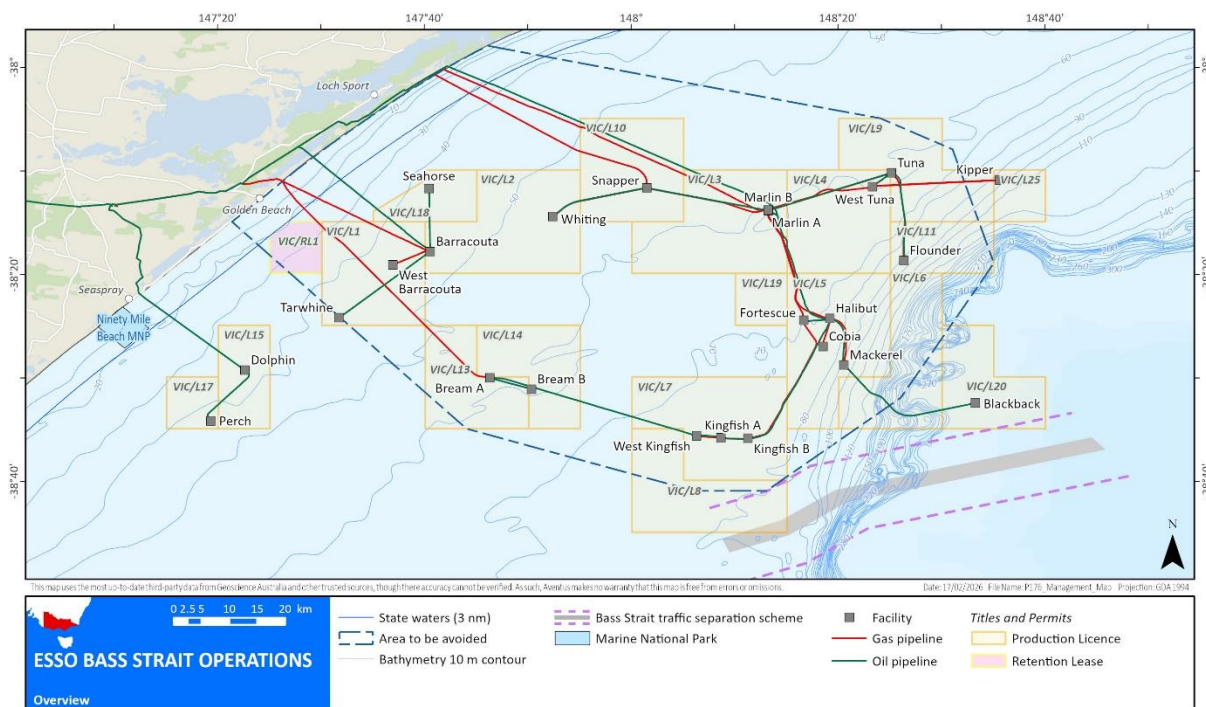 147°20'
147°40'
148°
148°20'
148°40'
38°
38°
Loch Sport
VIC/L10
VIC/L9
Tuna
Kipper
Seahorse
VIC/L2
Snapper
VIC/L3
Marlin B
VIC/L4
VIC/L25
West Tuna
Golden Beach
VIC/L18
Whiting
Marlin A
VIC/RL1
VIC/L1
Barracouta
VIC/L11
Flounder
West
Barracouta
38°20'
38°20'
Seaspray
VIC/L19
VIC/L5
VIC/L6
Tarwhine
Fortescue
Halibut
Ninety Mile
Beach MNP
VIC/L15
VIC/L14
Cobia
Dolphin
Mackerel
VIC/L17
VIC/L13
Bream A
Bream B
VIC/L7
VIC/L20
Blackback
Perch
Kingfish A
West Kingfish
Kingfish B
38°40'
38°40'
VIC/L8
N
This map uses the most up-to-date third-party data from Geoscience Australia and other trusted sources, though there accuracy cannot be verified. As such, Aventus makes no warranty that this map is free from errors or omissions.
Date: 17/02/2026 File Name: P176_Management_Map Projection: GDA 1994
0 2.5 5 10 15 20 km
ESSO BASS STRAIT OPERATIONS
Overview
State waters (3 nm)
Area to be avoided
Bathymetry 10 m contour
Bass Strait traffic separation scheme
Marine National Park
Facility
Gas pipeline
Oil pipeline
Titles and Permits
Production Licence
Retention Lease